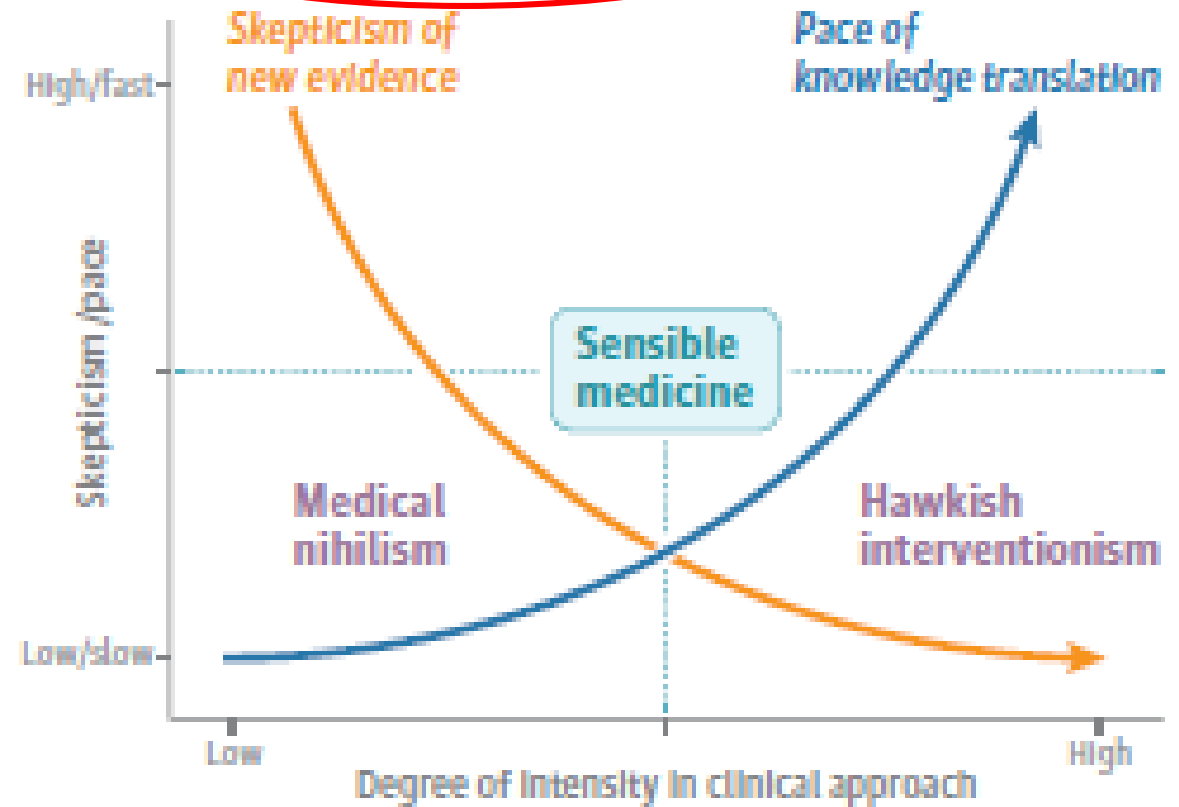 Skepticism of
new evidence
Pace of
knowledge translation
High/fast
Skepticism/pace
Sensible
medicine
Medical
nihilism
Hawkish
interventionism
Low/slow
Low
High
Degree of intensity in clinical approach